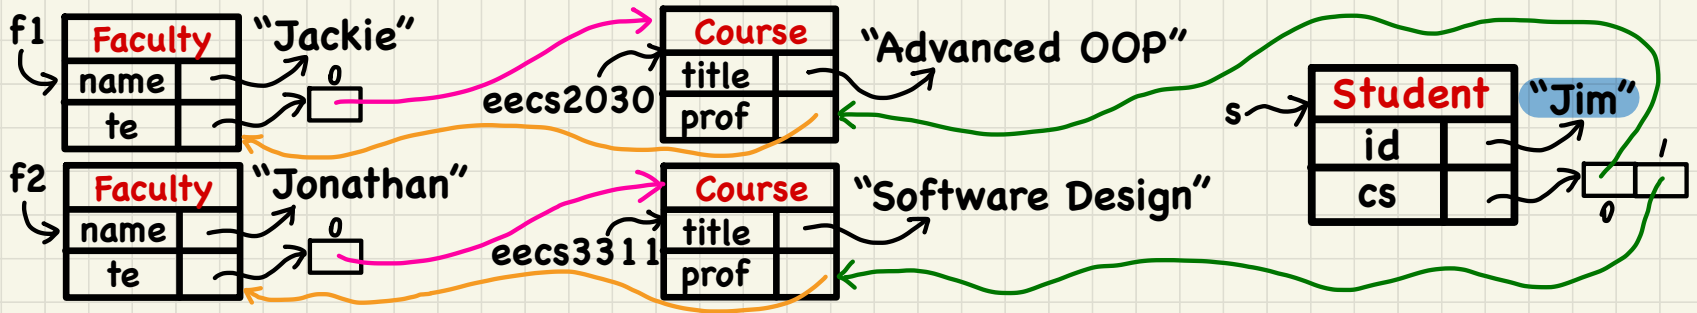 f1
Faculty
"Jackie"
name
0
te
Course
eecs2030
title
"Advanced OOP"
prof
s
Student
"Jim"
id
cs
0
1
f2
Faculty
"Jonathan"
name
0
te
Course
eecs3311
title
"Software Design"
prof